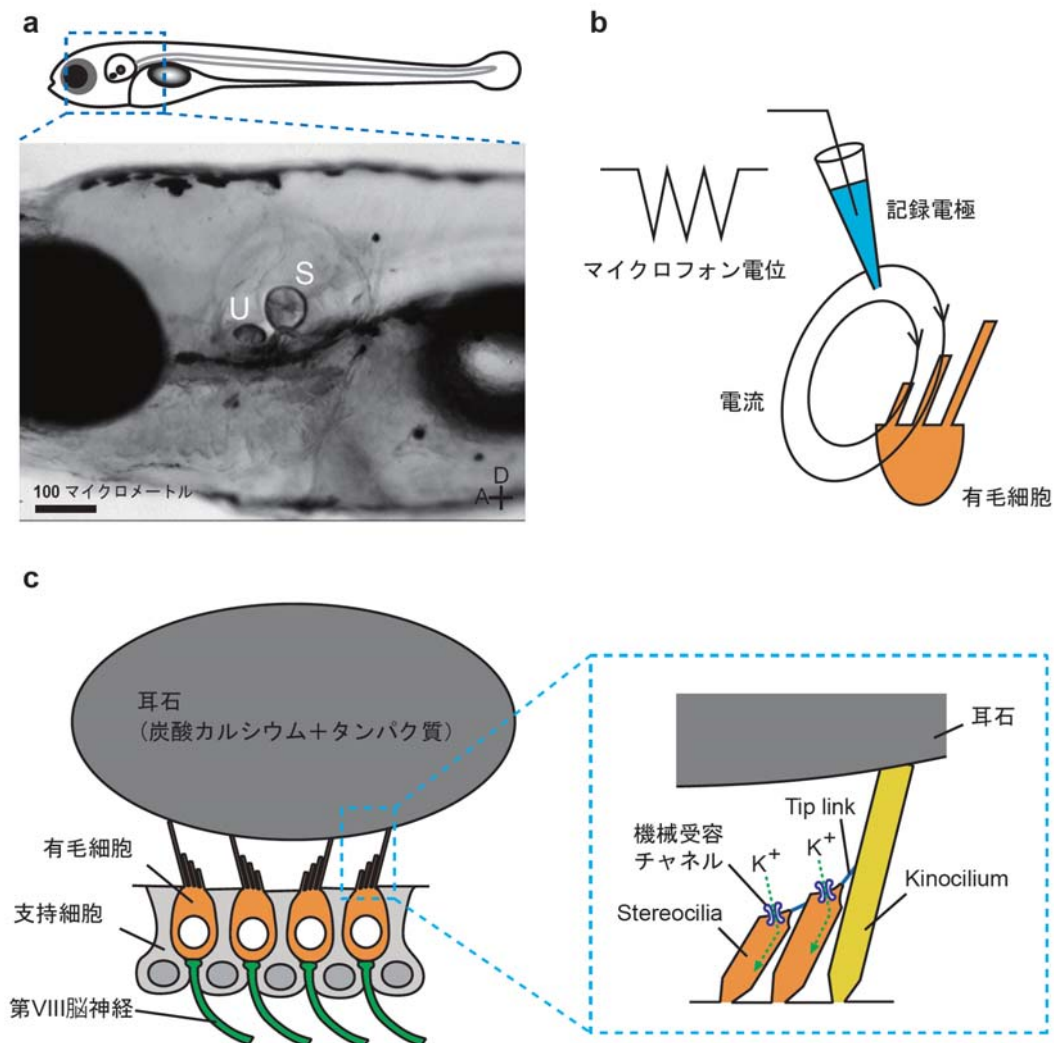 a
U
S
100 マイクロメートル
D
A
b
記録電極
マイクロフォン電位
電流
有毛細胞
c
耳石
(炭酸カルシウム＋タンパク質)
有毛細胞
支持細胞
第VIII脳神経
耳石
Tip link
機械受容
チャネル
K+
K+
Stereocilia
Kinocilium